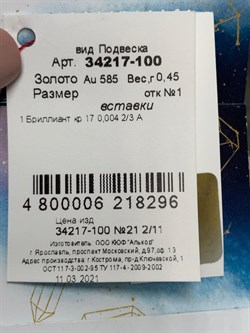 вид Подвеска
Арт. 34217-100
Золото Au 585 Вес,г 0,45
Размер отк №1
вставки
1 Бриллиант кр 17 0,004 2/3 А
4 800006 218296
Цена изд
34217-100 №21 2/11
Изготовитель ООО ЮКФ "Алькор"
г Ярославль, проспект Московский, д.97, оф 13
Адрес производства: г.Кострома, пр-д Ключевской, 1
ОСТ 117-3-002-95 ТУ 117-4-2009-2002
11 03 2021